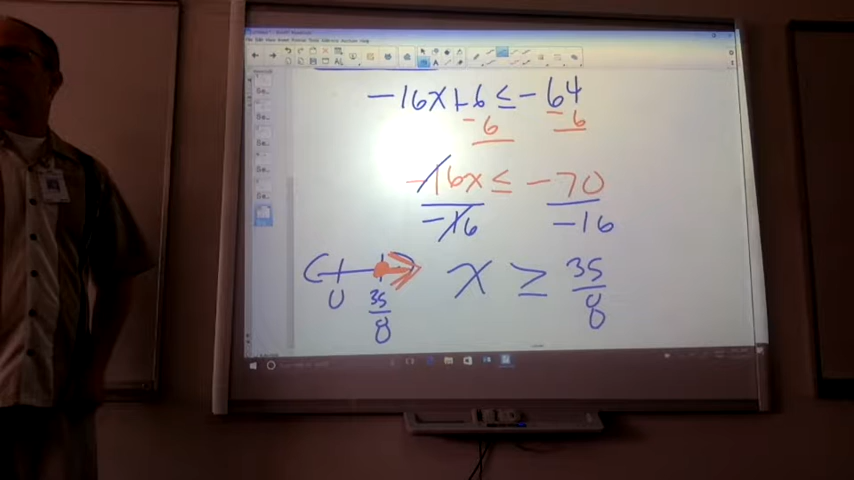 -16x+6 ≤ -64
-6 -6
-16x ≤ -70
-16 -16
x ≥ 35/8
0 35/8